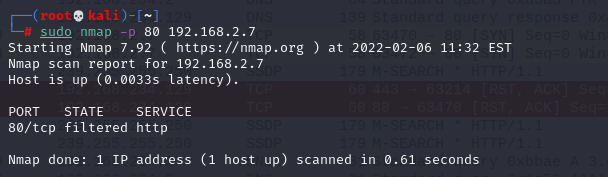 ┌──(root💀kali)-[~]
└─# sudo nmap -p 80 192.168.2.7
Starting Nmap 7.92 ( https://nmap.org ) at 2022-02-06 11:32 EST
Nmap scan report for 192.168.2.7
Host is up (0.0033s latency).
PORT   STATE    SERVICE
80/tcp filtered http
Nmap done: 1 IP address (1 host up) scanned in 0.61 seconds